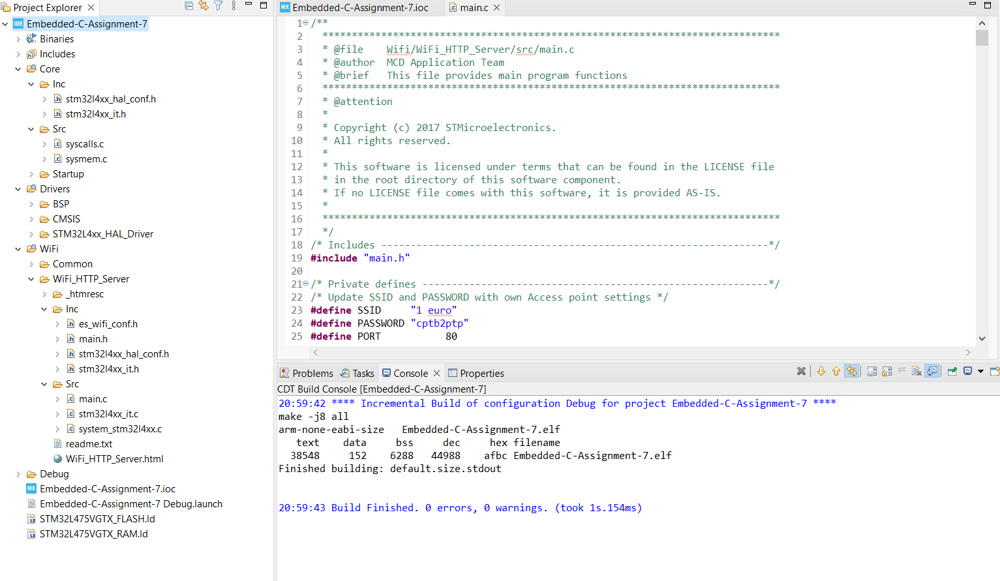 Project Explorer
Embedded-C-Assignment-7
Binaries
Includes
Core
Inc
stm32l4xx_hal_conf.h
stm32l4xx_it.h
Src
syscalls.c
sysmem.c
Startup
Drivers
BSP
CMSIS
STM32L4xx_HAL_Driver
WiFi
Common
WiFi_HTTP_Server
_htmresc
Inc
es_wifi_conf.h
main.h
stm32l4xx_hal_conf.h
stm32l4xx_it.h
Src
main.c
stm32l4xx_it.c
system_stm32l4xx.c
readme.txt
WiFi_HTTP_Server.html
Debug
Embedded-C-Assignment-7.ioc
Embedded-C-Assignment-7 Debug.launch
STM32L475VGTX_FLASH.ld
STM32L475VGTX_RAM.ld
Embedded-C-Assignment-7.ioc main.c
1 /**
2 ******************************************************************************
3 * @file    Wifi/WiFi_HTTP_Server/src/main.c
4 * @author  MCD Application Team
5 * @brief   This file provides main program functions
6 ******************************************************************************
7 * @attention
8 *
9 * Copyright (c) 2017 STMicroelectronics.
10 * All rights reserved.
11 *
12 * This software is licensed under terms that can be found in the LICENSE file
13 * in the root directory of this software component.
14 * If no LICENSE file comes with this software, it is provided AS-IS.
15 *
16 ******************************************************************************
17 */
18 /* Includes ------------------------------------------------------------------*/
19 #include "main.h"
20
21 /* Private defines -----------------------------------------------------------*/
22 /* Update SSID and PASSWORD with own Access point settings */
23 #define SSID     "1 euro"
24 #define PASSWORD "cptb2ptp"
25 #define PORT           80
Problems Tasks Console Properties
CDT Build Console [Embedded-C-Assignment-7]
20:59:42 **** Incremental Build of configuration Debug for project Embedded-C-Assignment-7 ****
make -j8 all
arm-none-eabi-size   Embedded-C-Assignment-7.elf
text    data     bss     dec     hex filename
38548     152    6288   44988    afbc Embedded-C-Assignment-7.elf
Finished building: default.size.stdout
20:59:43 Build Finished. 0 errors, 0 warnings. (took 1s.154ms)